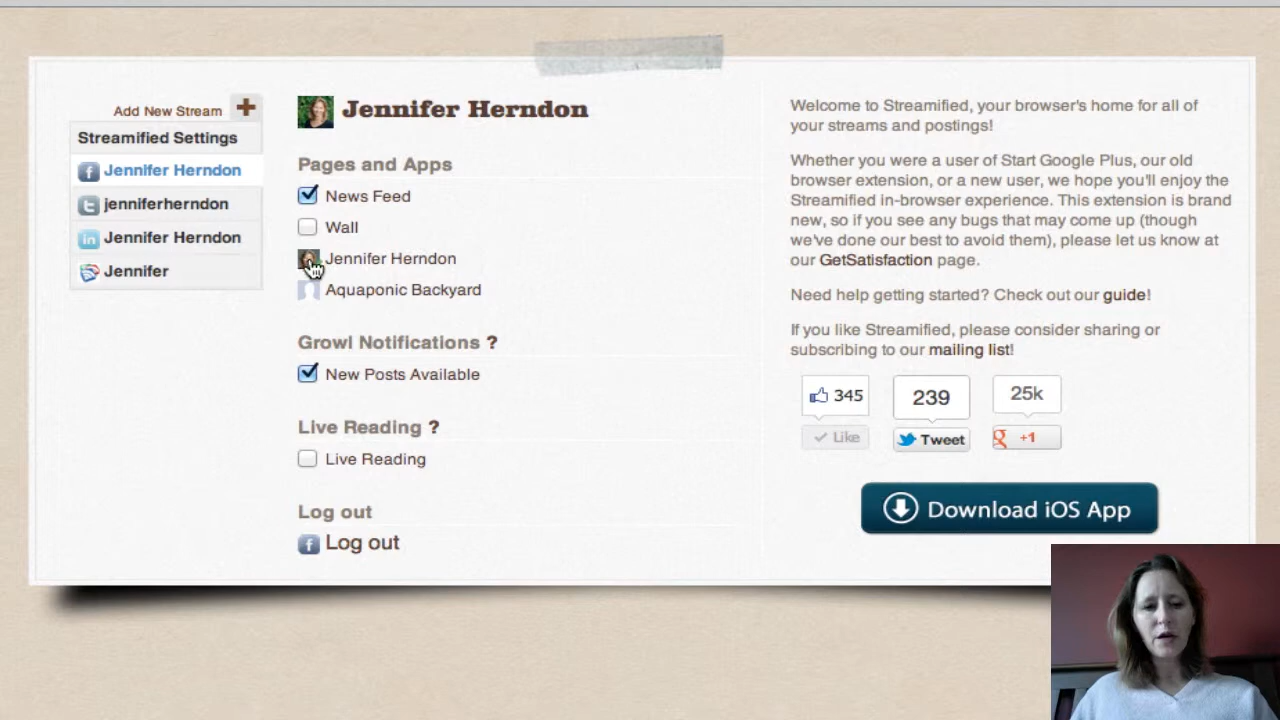 Add New Stream
Streamified Settings
Jennifer Herndon
jenniferherndon
Jennifer Herndon
Jennifer
Jennifer Herndon
Pages and Apps
News Feed
Wall
Jennifer Herndon
Aquaponic Backyard
Growl Notifications ?
New Posts Available
Live Reading ?
Live Reading
Log out
Log out
Welcome to Streamified, your browser's home for all of
your streams and postings!
Whether you were a user of Start Google Plus, our old
browser extension, or a new user, we hope you'll enjoy the
Streamified in-browser experience. This extension is brand
new, so if you see any bugs that may come up (though
we've done our best to avoid them), please let us know at
our GetSatisfaction page.
Need help getting started? Check out our guide!
If you like Streamified, please consider sharing or
subscribing to our mailing list!
345 239 25k
Like Tweet +1
Download iOS App